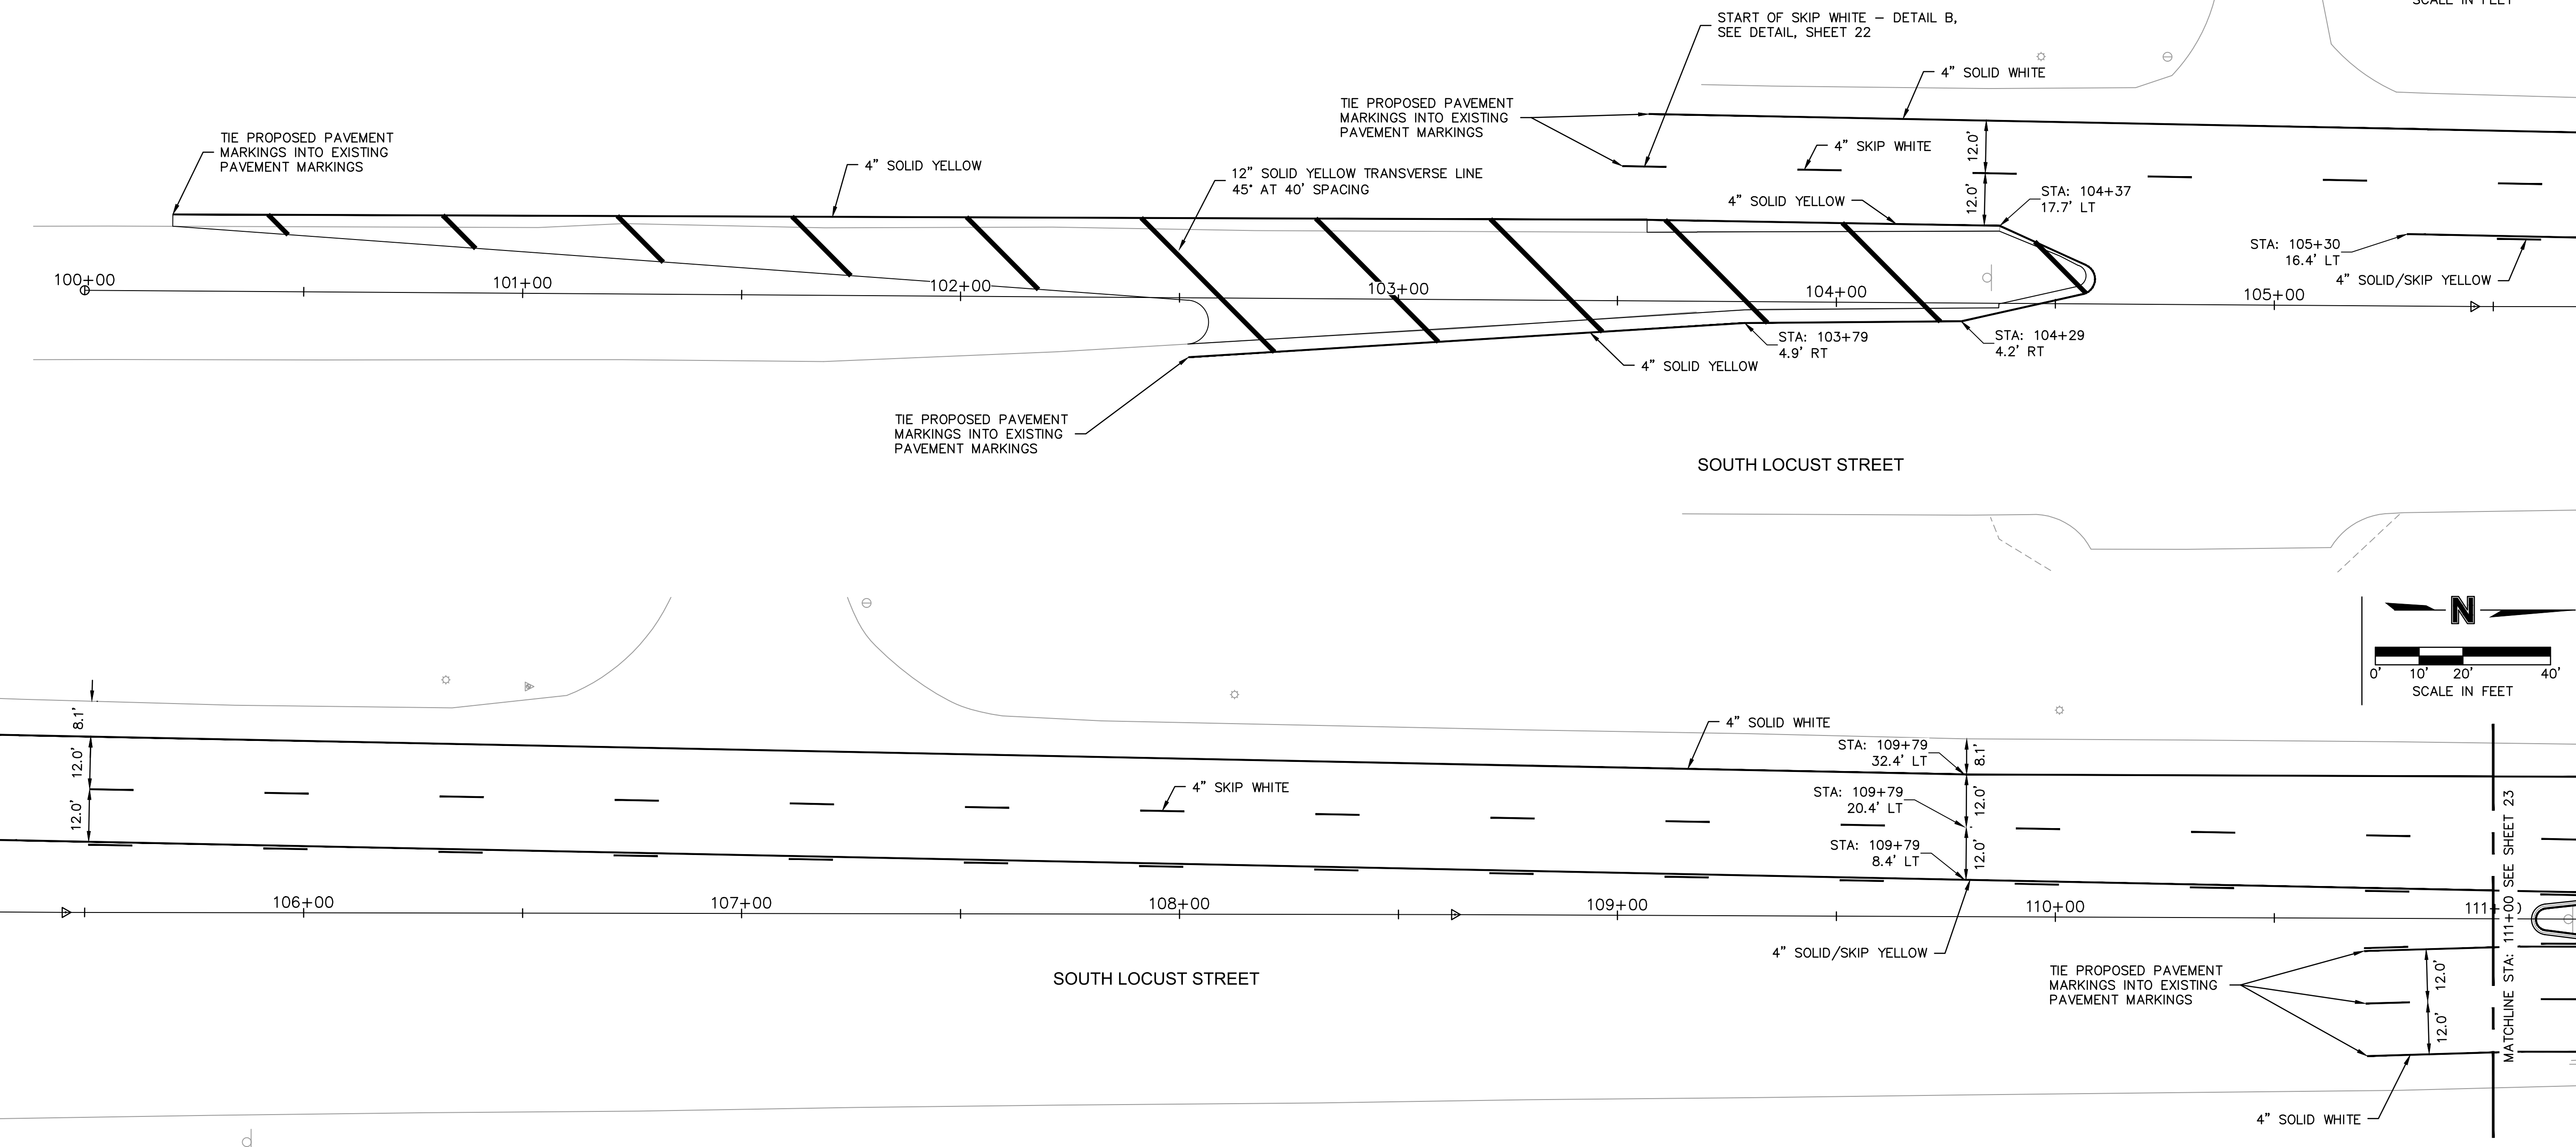 SCALE IN FEET
START OF SKIP WHITE – DETAIL B,
SEE DETAIL, SHEET 22
4" SOLID WHITE
TIE PROPOSED PAVEMENT
MARKINGS INTO EXISTING
PAVEMENT MARKINGS
TIE PROPOSED PAVEMENT
MARKINGS INTO EXISTING
PAVEMENT MARKINGS
4" SOLID YELLOW
12" SOLID YELLOW TRANSVERSE LINE
45° AT 40' SPACING
4" SKIP WHITE
12.0'
12.0'
4" SOLID YELLOW
STA: 104+37
17.7' LT
STA: 105+30
16.4' LT
4" SOLID/SKIP YELLOW
100+00
101+00
102+00
103+00
104+00
105+00
STA: 103+79
4.9' RT
STA: 104+29
4.2' RT
4" SOLID YELLOW
TIE PROPOSED PAVEMENT
MARKINGS INTO EXISTING
PAVEMENT MARKINGS
SOUTH LOCUST STREET
N
0' 10' 20' 40'
SCALE IN FEET
8.1'
12.0'
12.0'
4" SKIP WHITE
4" SOLID WHITE
STA: 109+79
32.4' LT
8.1'
STA: 109+79
20.4' LT
12.0'
STA: 109+79
8.4' LT
12.0'
106+00
107+00
108+00
109+00
110+00
111+00
MATCHLINE STA: 111+00 SEE SHEET 23
4" SOLID/SKIP YELLOW
SOUTH LOCUST STREET
TIE PROPOSED PAVEMENT
MARKINGS INTO EXISTING
PAVEMENT MARKINGS
12.0'
12.0'
4" SOLID WHITE